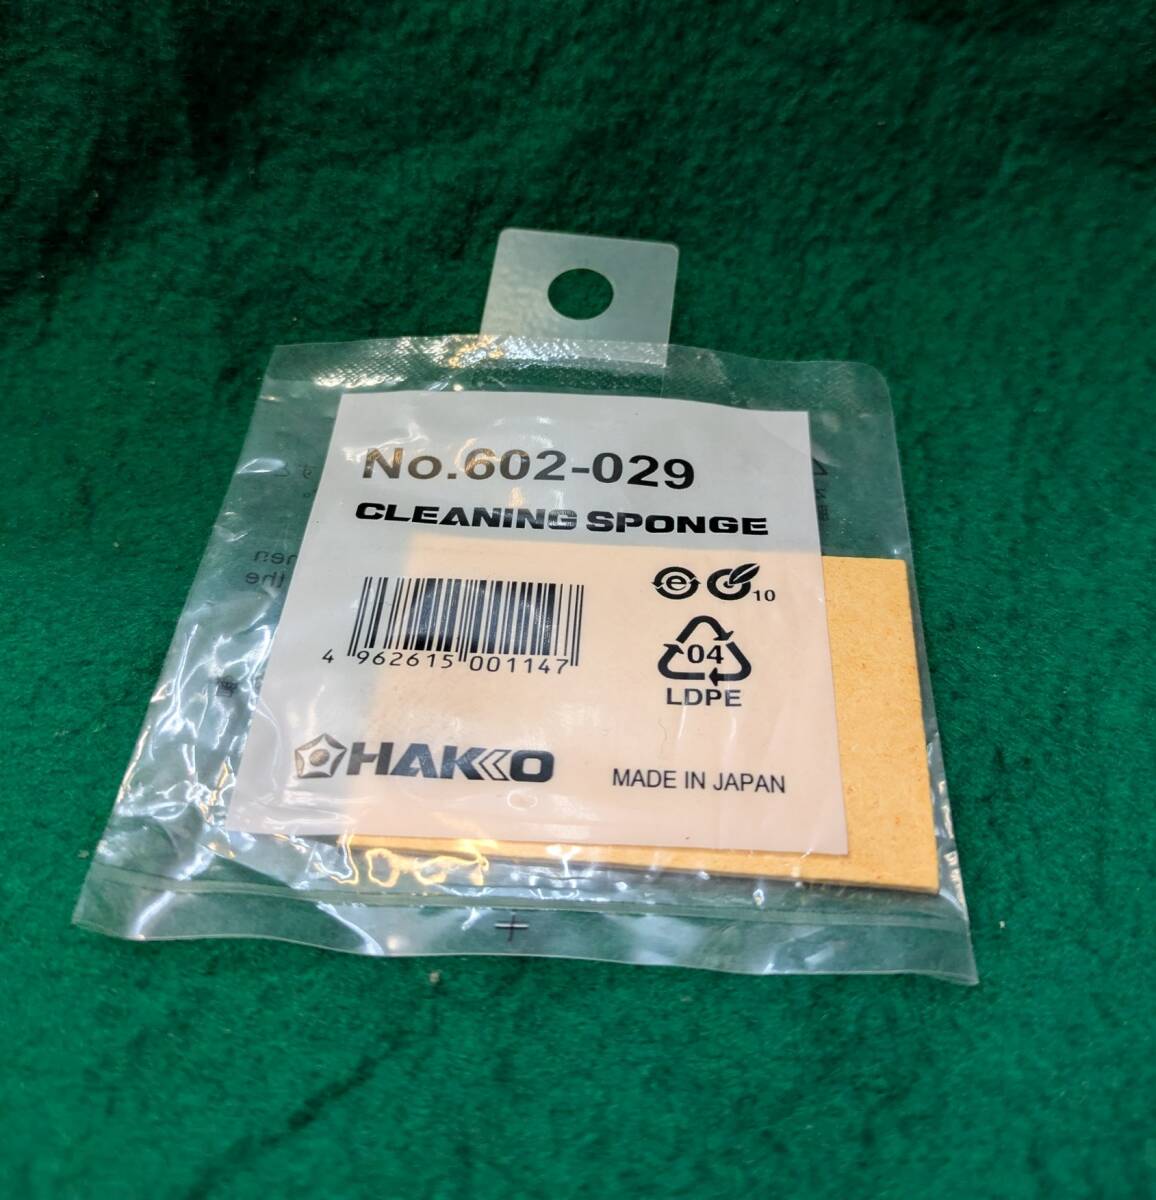 No.602-029
CLEANING SPONGE
e
10
04
LDPE
4 962615 001147
HAKKO
MADE IN JAPAN